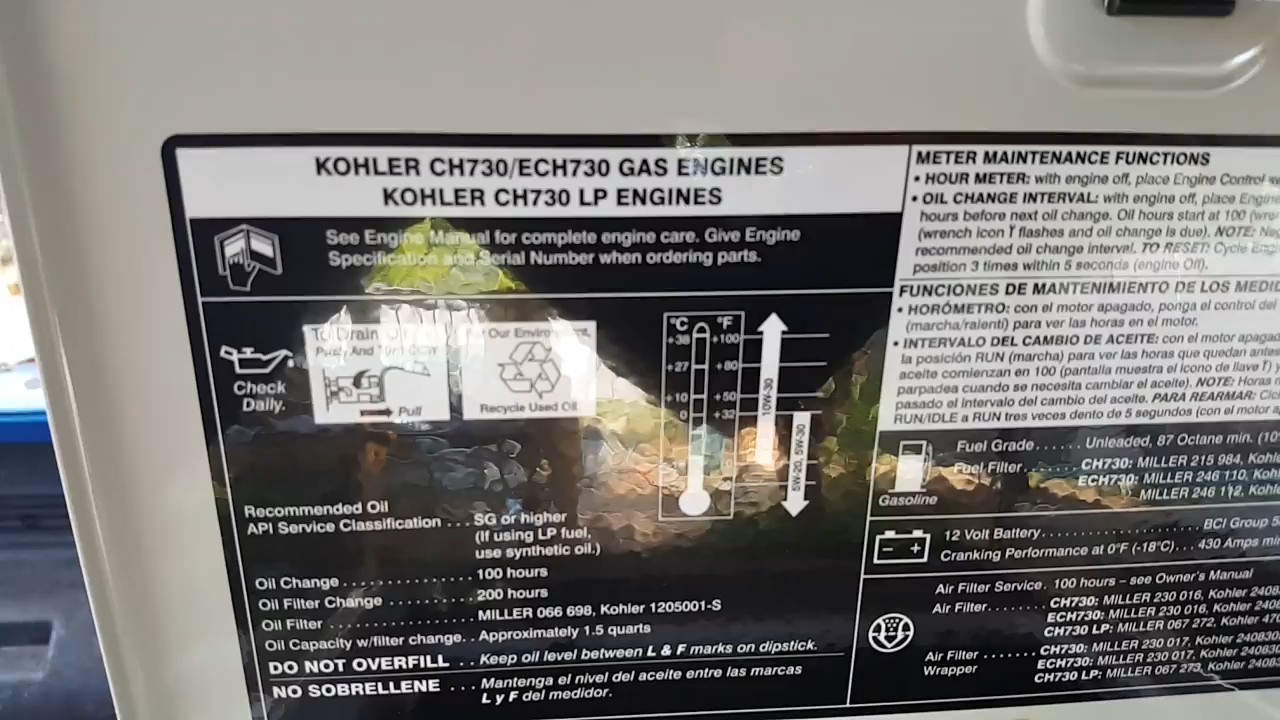 KOHLER CH730/ECH730 GAS ENGINES
KOHLER CH730 LP ENGINES
See Engine Manual for complete engine care. Give Engine
Specification and Serial Number when ordering parts.
Check
Daily.
To Drain
Push And Turn CCW
Pull
Our
Recycle Used Oil
°C °F
+38 +100
+27 +80
+10 +50
0 +32
10W-30
5W-20, 5W-30
Recommended Oil
API Service Classification . . . SG or higher
(If using LP fuel,
use synthetic oil.)
Oil Change . . . . . . . . . . . . . . . . . . 100 hours
Oil Filter Change . . . . . . . . . . . . 200 hours
Oil Filter . . . . . . . . . . . . . . . . . . . . MILLER 066 698, Kohler 1205001-S
Oil Capacity w/filter change. . Approximately 1.5 quarts
DO NOT OVERFILL . . Keep oil level between L & F marks on dipstick.
NO SOBRELLENE . . . Mantenga el nivel del aceite entre las marcas
L y F del medidor.
METER MAINTENANCE FUNCTIONS
• HOUR METER: with engine off, place Engine Control
• OIL CHANGE INTERVAL: with engine off, place Engine
hours before next oil change. Oil hours start at 100
(wrench icon flashes and oil change is due). NOTE:
recommended oil change interval. TO RESET: Cycle
position 3 times within 5 seconds (engine Off).
FUNCIONES DE MANTENIMIENTO DE LOS
• HORÓMETRO: con el motor apagado, ponga el control del
(marcha/ralenti) para ver las horas en el motor.
• INTERVALO DEL CAMBIO DE ACEITE: con el motor
la posición RUN (marcha) para ver las horas que quedan
aceite comienzan en 100 (pantalla muestra el ícono de llave ) y
parpadea cuando se necesita cambiar el aceite). NOTE: Horas
pasado el intervalo del cambio del aceite. PARA REARMAR:
RUN/IDLE a RUN tres veces dento de 5 segundos (con el motor
Gasoline
Fuel Grade . . . . . . Unleaded, 87 Octane min.
Fuel Filter . . . . . . . CH730: MILLER 215 984,
ECH730: MILLER 246 110,
MILLER 246 112,
12 Volt Battery . . . . . . . . . . . . . . . . . . . . . BCI Group
Cranking Performance at 0°F (-18°C) . . . 430 Amps
Air Filter Service . 100 hours – see Owner's Manual
Air Filter . . . . . . . CH730: MILLER 230 016, Kohler
ECH730: MILLER 230 016, Kohler
CH730 LP: MILLER 067 272, Kohler
Air Filter . . . . . . . CH730: MILLER 230 017, Kohler
Wrapper ECH730: MILLER 230 017, Kohler
CH730 LP: MILLER 067 273, Kohler